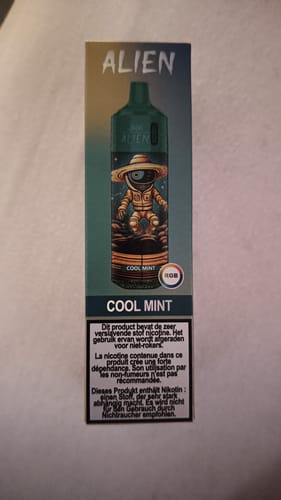 ALIEN
ALIEN
COOL MINT
RGB
COOL MINT
Dit product bevat de zeer
verslavende stof nicotine. Het
gebruik ervan wordt afgeraden
voor niet-rokers.
La nicotine contenue dans ce
produit crée une forte
dépendance. Son utilisation par
les non-fumeurs n'est pas
récommandée.
Dieses Produkt enthält Nikotin :
einen Stoff, der sehr stark
abhängig macht. Es wird nicht
für den Gebrauch durch
Nichtraucher empfohlen.